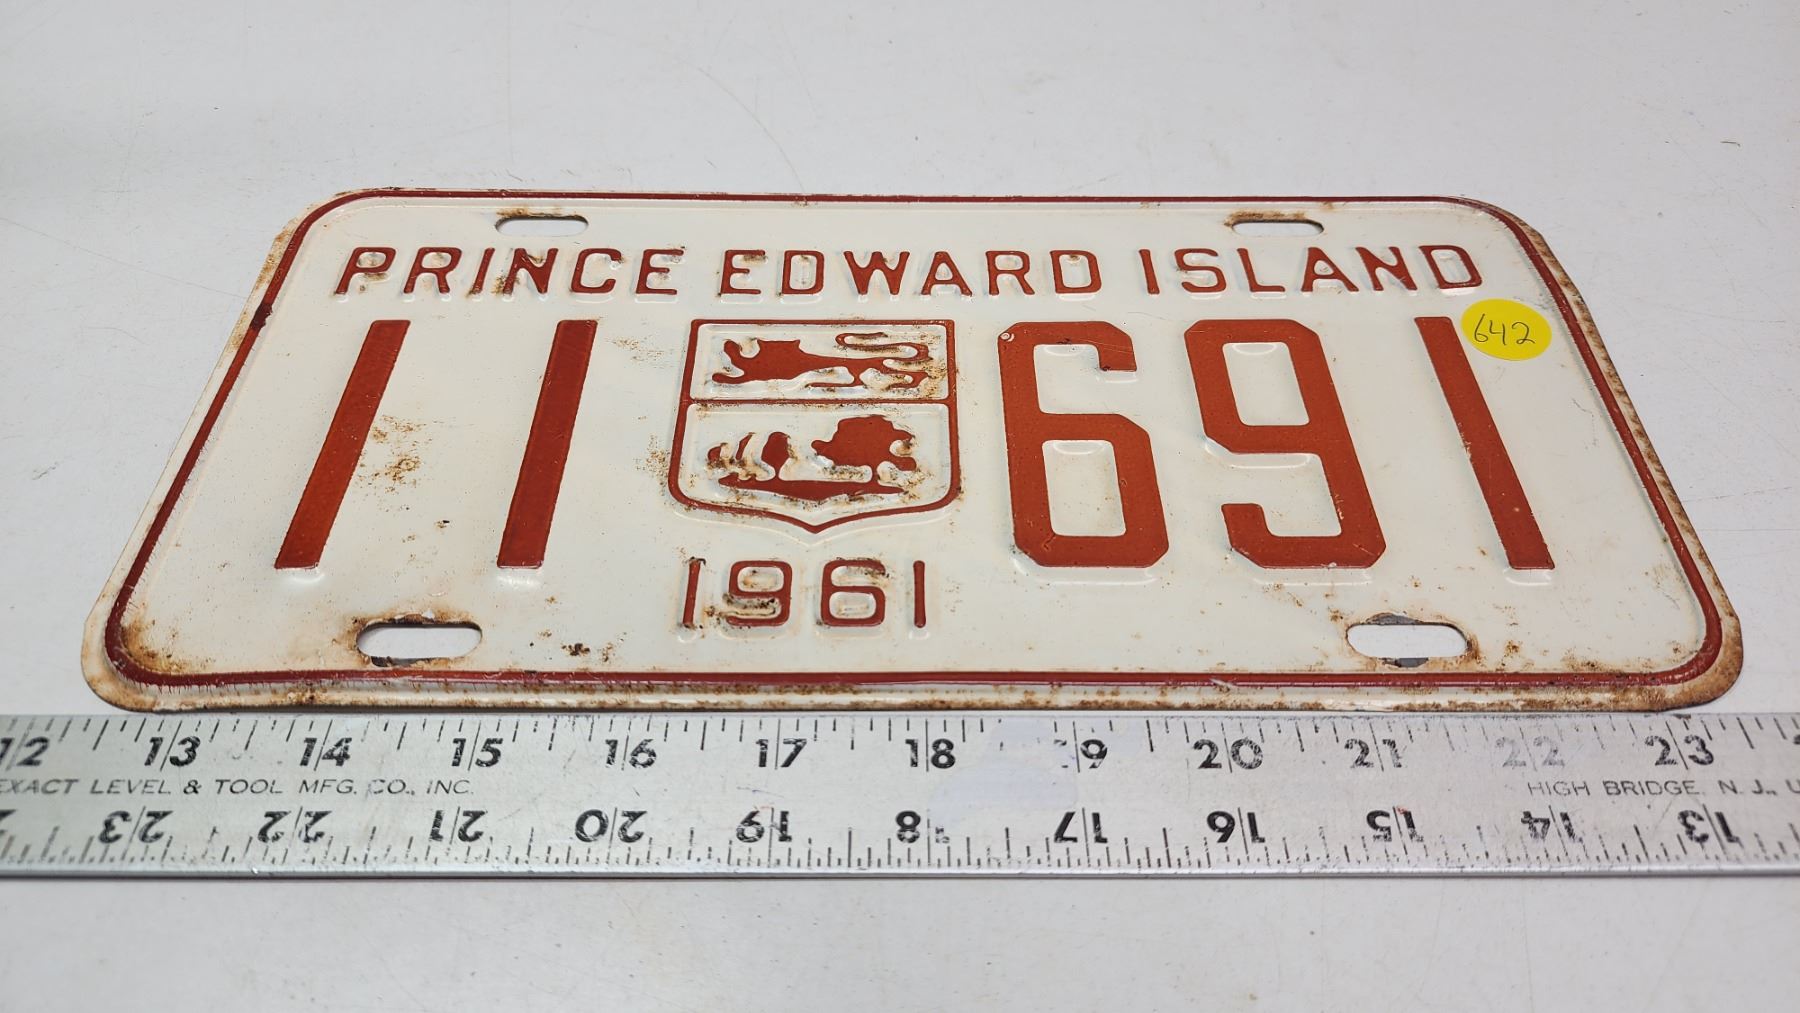 PRINCE EDWARD ISLAND
11 691
642
1961
12 13 14 15 16 17 18 19 20 21 22 23
EXACT LEVEL & TOOL MFG. CO., INC. HIGH BRIDGE, N. J., U
23 22 21 20 19 18 17 16 15 14 13